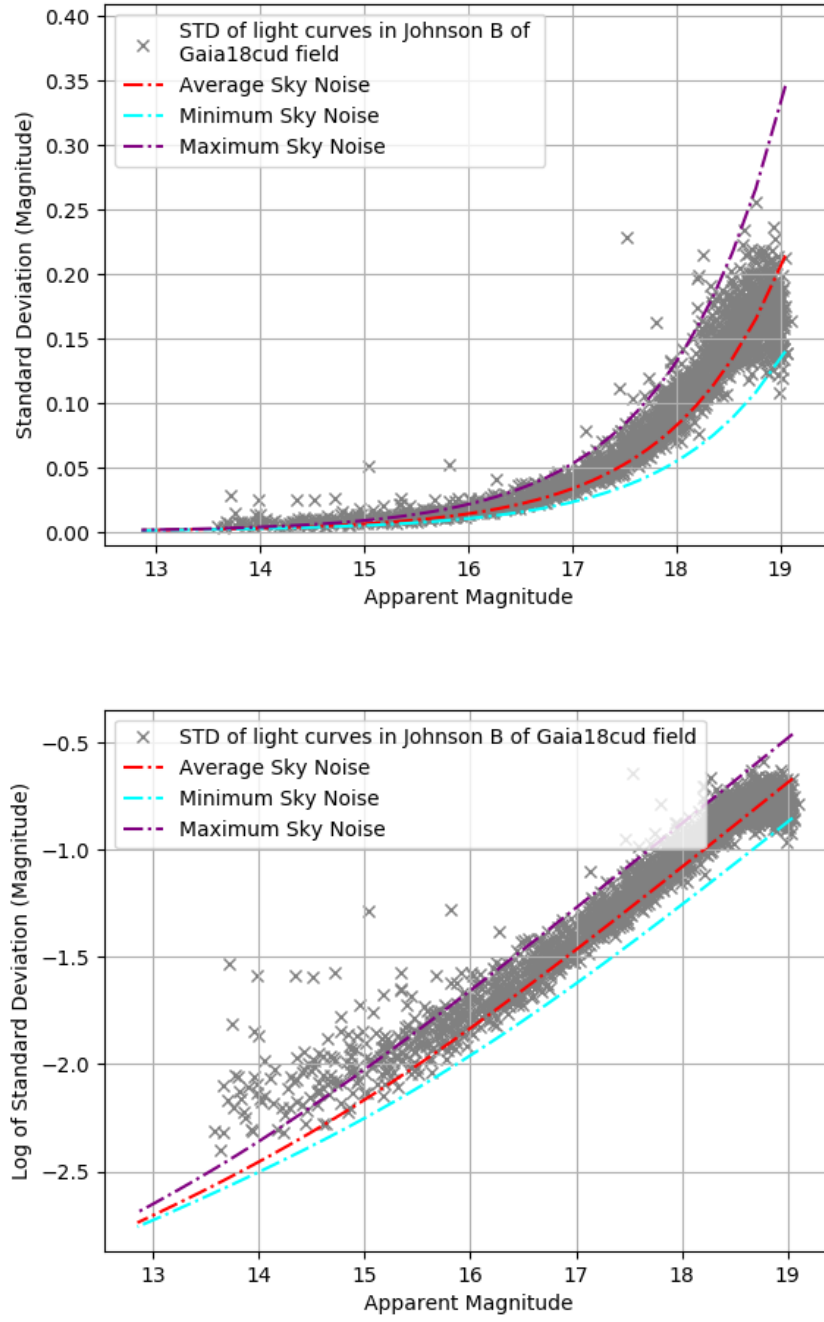 0.40
0.35
0.30
0.25
0.20
0.15
0.10
0.05
0.00
Standard Deviation (Magnitude)
STD of light curves in Johnson B of
Gaia18cud field
Average Sky Noise
Minimum Sky Noise
Maximum Sky Noise
13 14 15 16 17 18 19
Apparent Magnitude
−0.5
−1.0
−1.5
−2.0
−2.5
Log of Standard Deviation (Magnitude)
STD of light curves in Johnson B of Gaia18cud field
Average Sky Noise
Minimum Sky Noise
Maximum Sky Noise
13 14 15 16 17 18 19
Apparent Magnitude